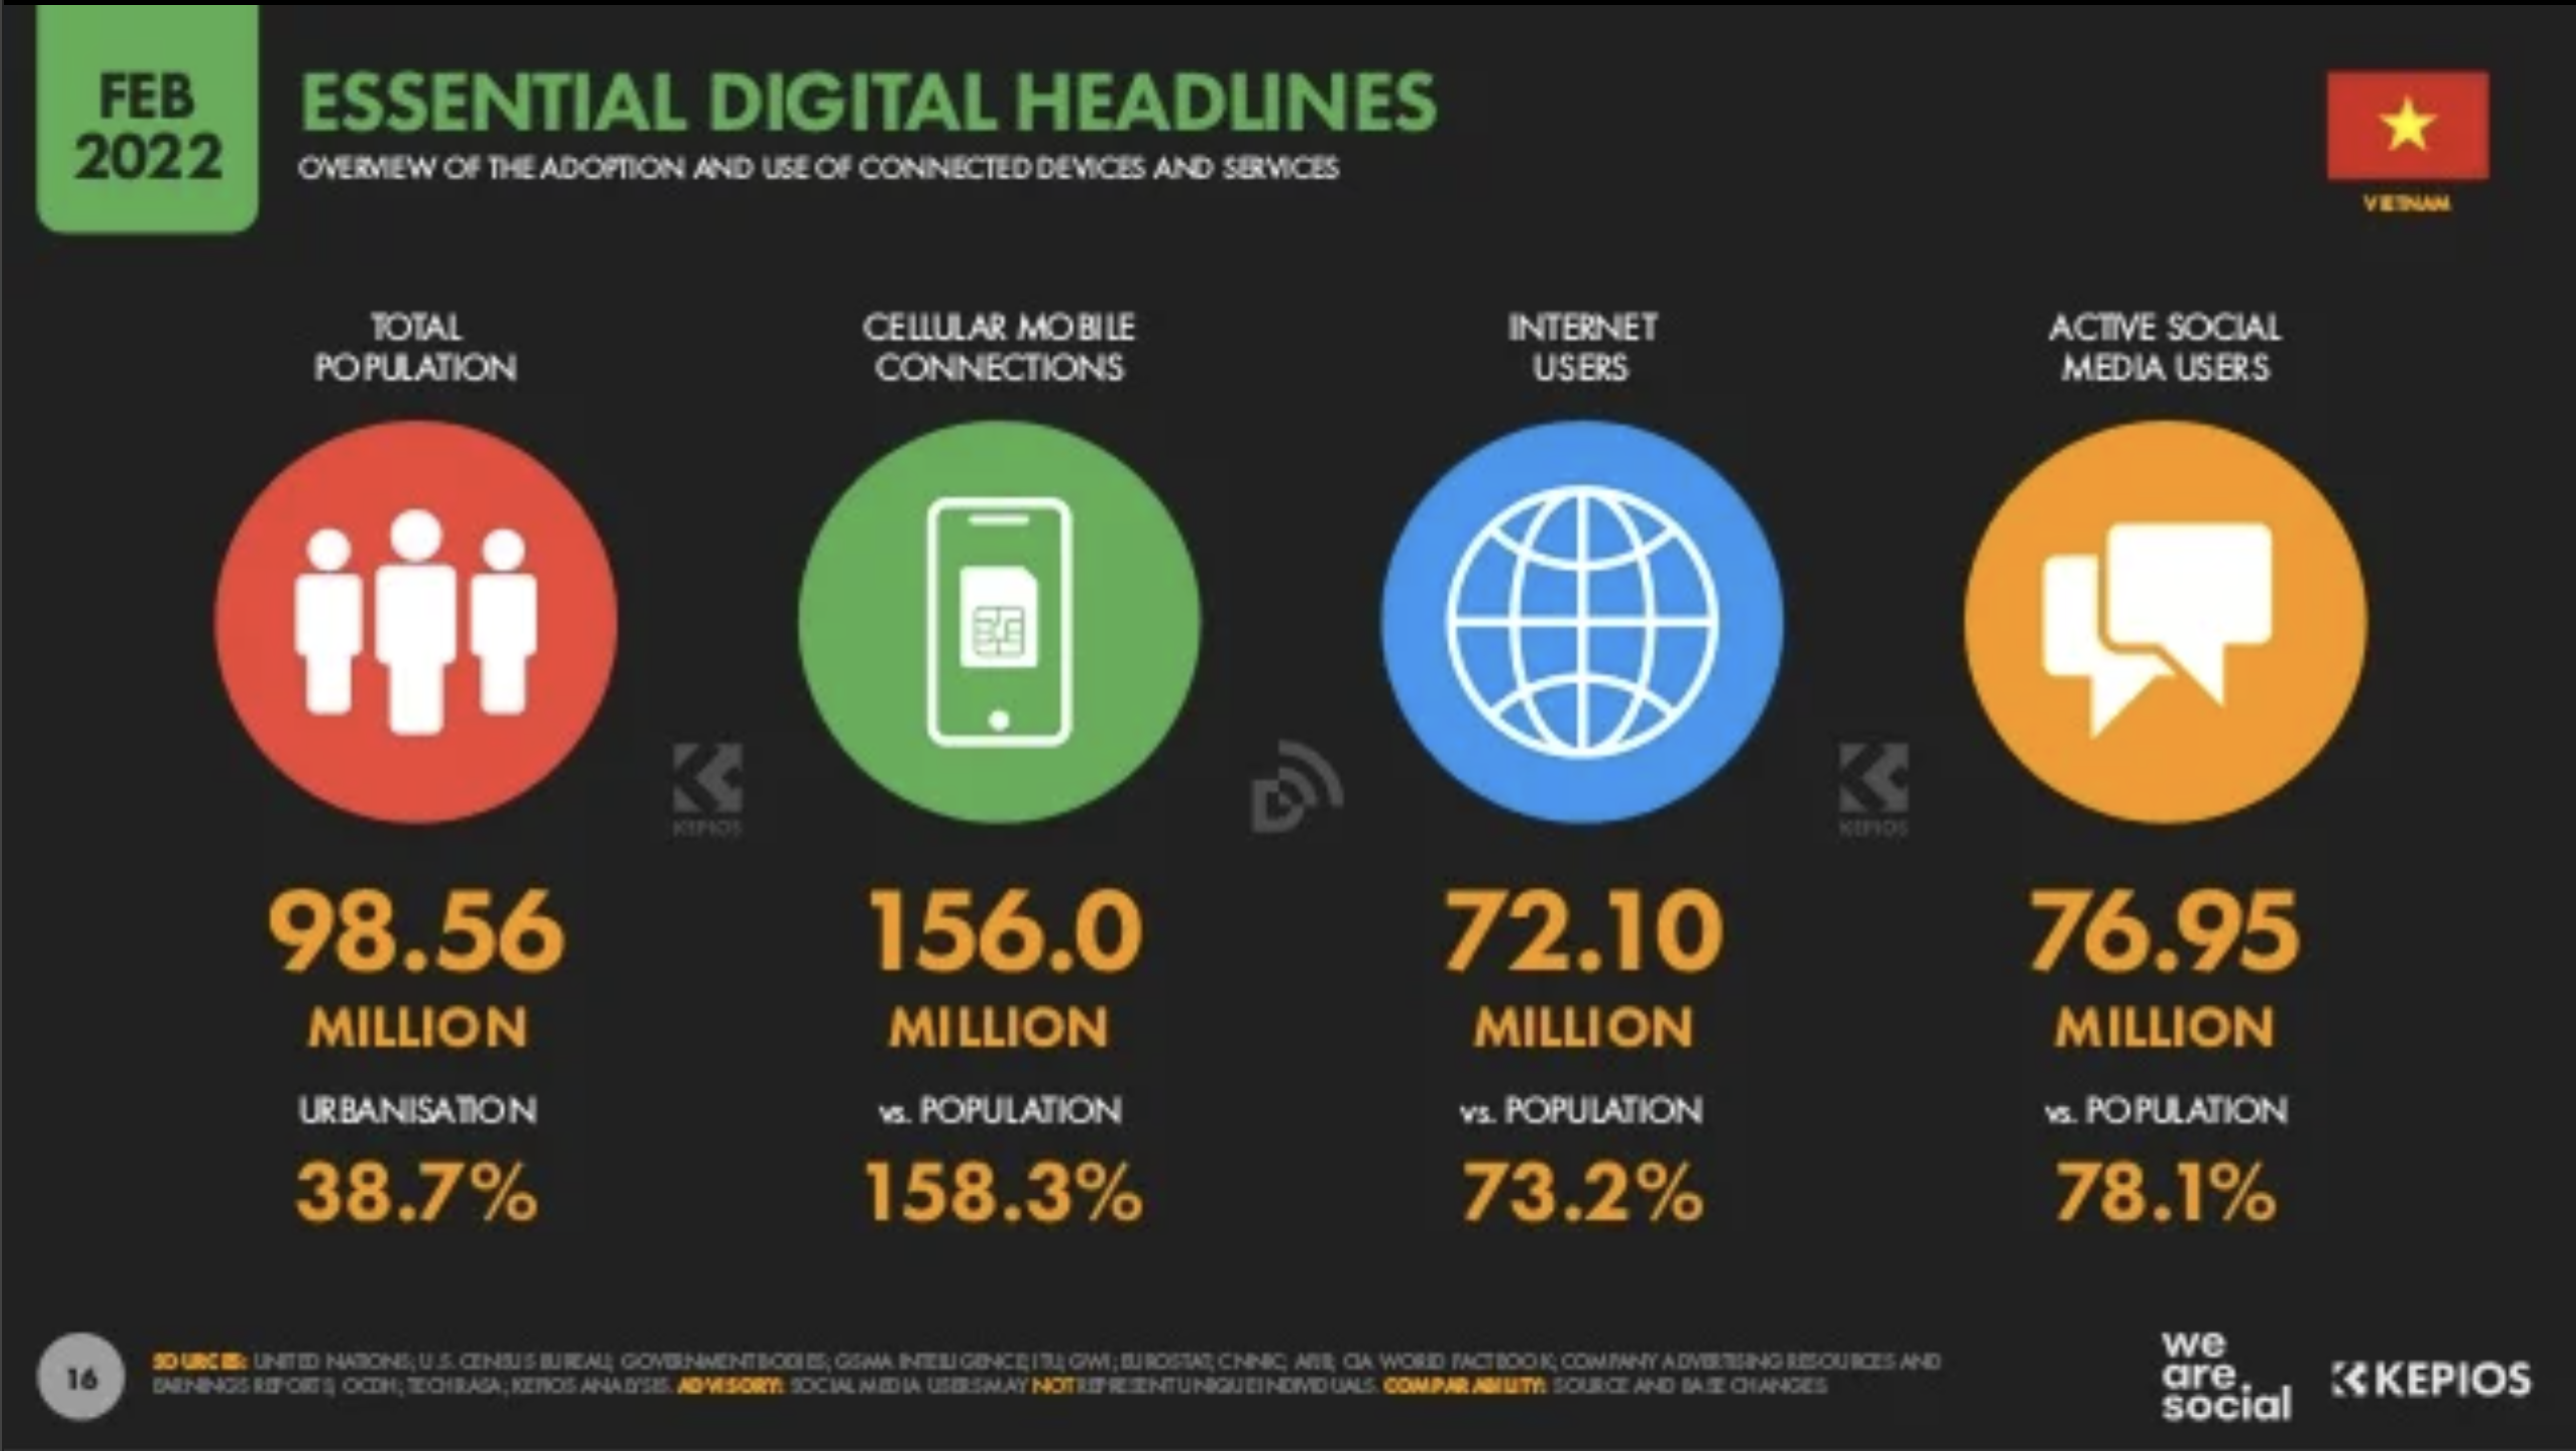 FEB
2022
ESSENTIAL DIGITAL HEADLINES
OVERVIEW OF THE ADOPTION AND USE OF CONNECTED DEVICES AND SERVICES
VIETNAM
TOTAL
POPULATION
98.56
MILLION
URBANISATION
38.7%
CELLULAR MOBILE
CONNECTIONS
156.0
MILLION
vs. POPULATION
158.3%
INTERNET
USERS
72.10
MILLION
vs. POPULATION
73.2%
ACTIVE SOCIAL
MEDIA USERS
76.95
MILLION
vs. POPULATION
78.1%
KEPIOS
KEPIOS
16
SOURCES: UNITED NATIONS; U.S. CENSUS BUREAU; GOVERNMENT BODIES; GSMA INTELLIGENCE; ITU; GWI; EUROSTAT; CNNIC; APJII; CIA WORLD FACTBOOK; COMPANY ADVERTISING RESOURCES AND
EARNINGS REPORTS; OCDH; TECHRASA; KEPIOS ANALYSIS. ADVISORY: SOCIAL MEDIA USERS MAY NOT REPRESENT UNIQUE INDIVIDUALS. COMPARABILITY: SOURCE AND BASE CHANGES.
we
are
social
KEPIOS